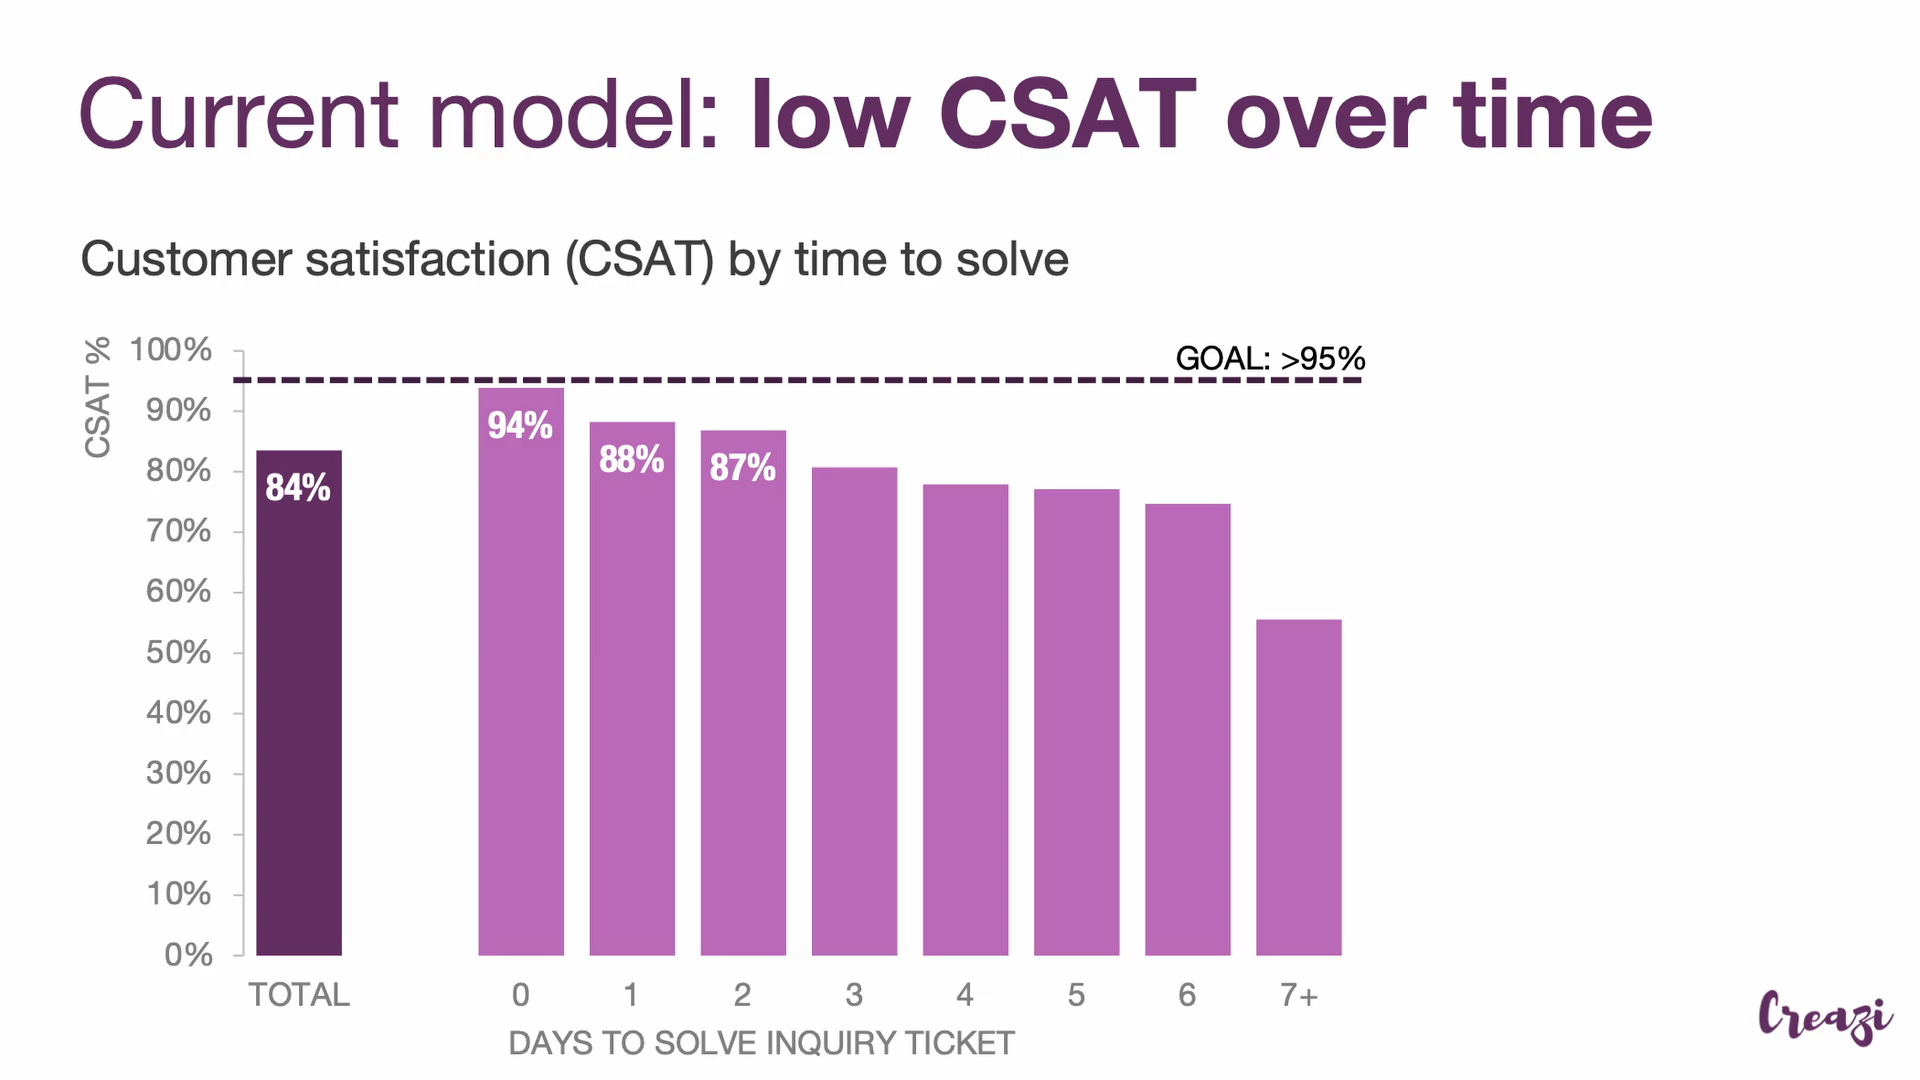 Current model: low CSAT over time
Customer satisfaction (CSAT) by time to solve
CSAT %
100%
90%
80%
70%
60%
50%
40%
30%
20%
10%
0%
GOAL: >95%
84%
94%
88%
87%
TOTAL 0 1 2 3 4 5 6 7+
DAYS TO SOLVE INQUIRY TICKET
Creazi